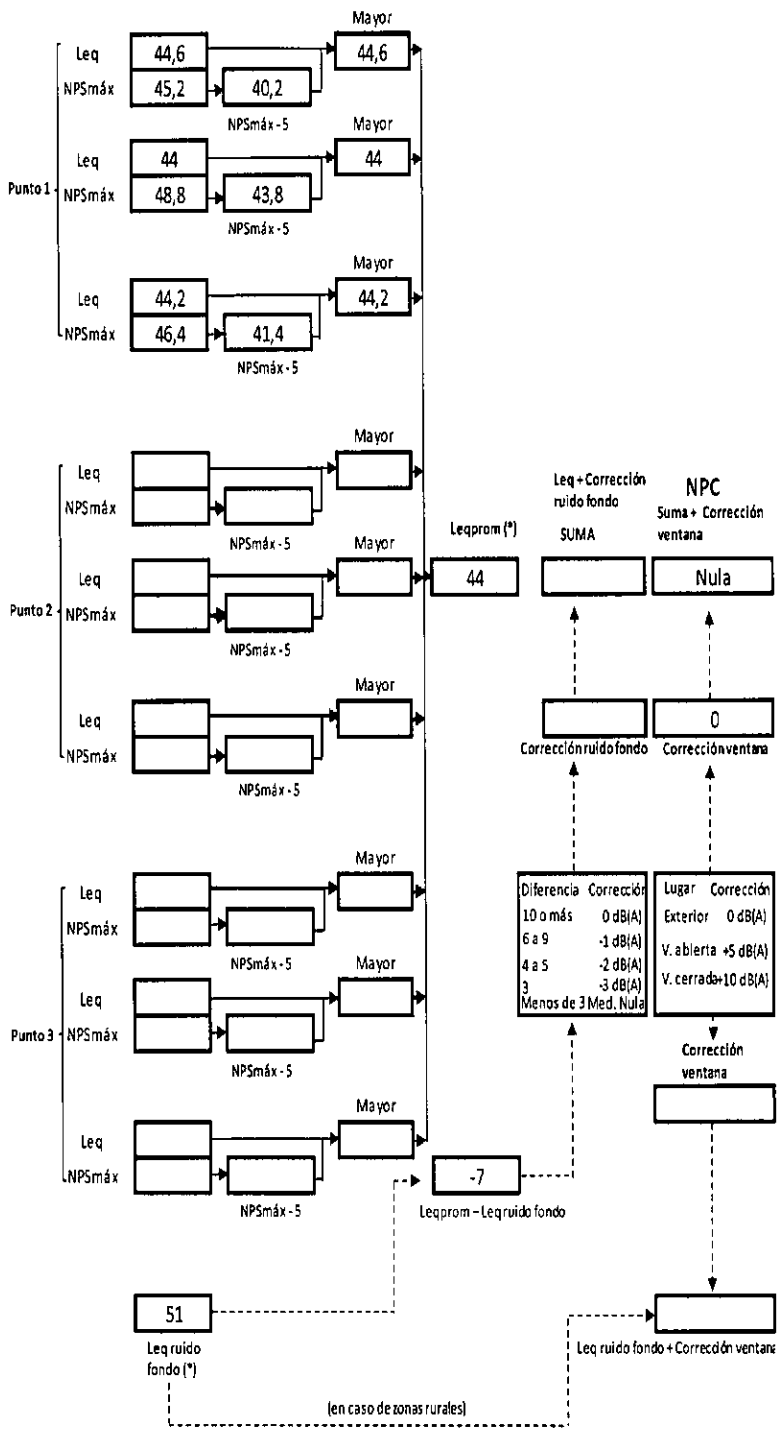 Mayor
Leq 44,6 44,6
NPSmáx 45,2 40,2
NPSmáx - 5
Mayor
Leq 44 44
Punto 1
NPSmáx 48,8 43,8
NPSmáx - 5
Mayor
Leq 44,2 44,2
NPSmáx 46,4 41,4
NPSmáx - 5
Mayor
Leq
NPSmáx
NPSmáx - 5
Mayor
Leq
Punto 2
NPSmáx
NPSmáx - 5
Mayor
Leq
NPSmáx
NPSmáx - 5
Leqprom (*)
44
Leq + Corrección
ruido fondo
SUMA
NPC
Suma + Corrección
ventana
Nula
Corrección ruido fondo
0
Corrección ventana
Mayor
Leq
NPSmáx
NPSmáx - 5
Mayor
Leq
Punto 3
NPSmáx
NPSmáx - 5
Mayor
Leq
NPSmáx
NPSmáx - 5
Diferencia Corrección
10 o más 0 dB(A)
6 a 9 -1 dB(A)
4 a 5 -2 dB(A)
3 -3 dB(A)
Menos de 3 Med. Nula
Lugar Corrección
Exterior 0 dB(A)
V. abierta +5 dB(A)
V. cerrada+10 dB(A)
Corrección
ventana
-7
Leqprom – Leq ruido fondo
51
Leq ruido
fondo (*)
Leq ruido fondo + Corrección ventana
(en caso de zonas rurales)